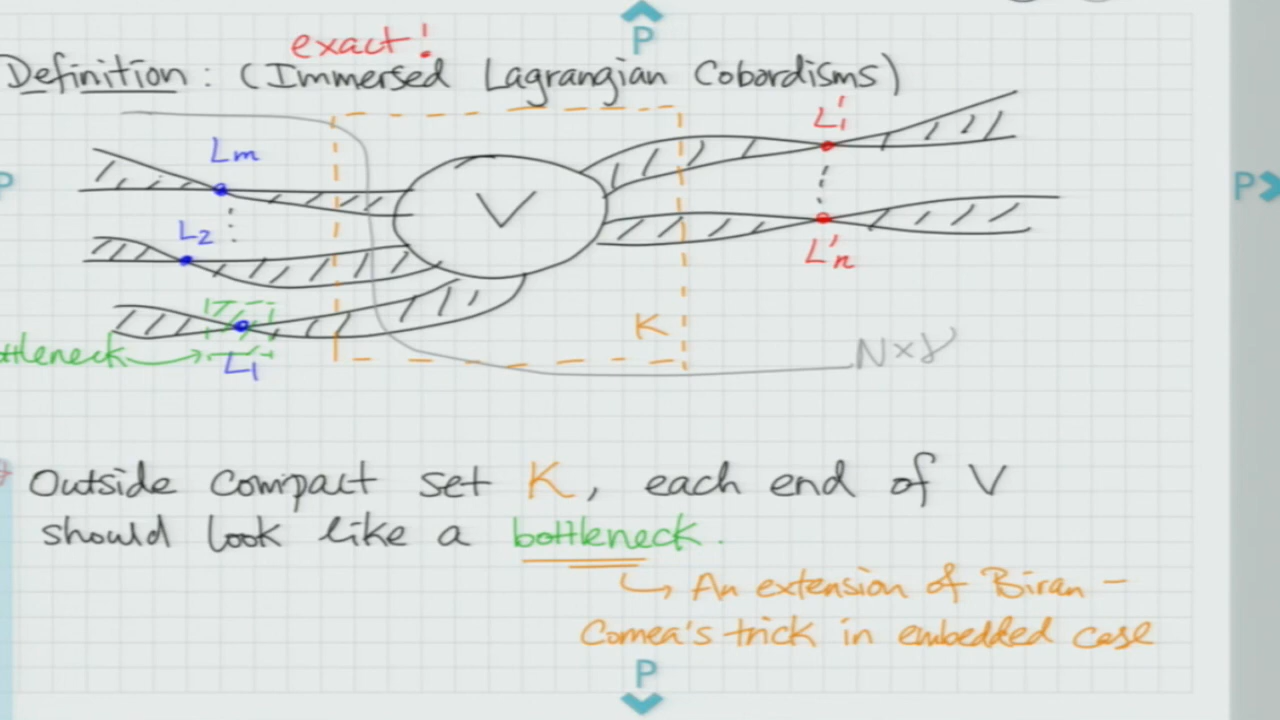 P
exact!
Definition: (Immersed Lagrangian Cobordisms)
L'1
Lm
P
P
V
L2
L'n
K
N×γ
L1
Outside compact set K, each end of V
should look like a bottleneck.
An extension of Biran –
Cornea's trick in embedded case
P